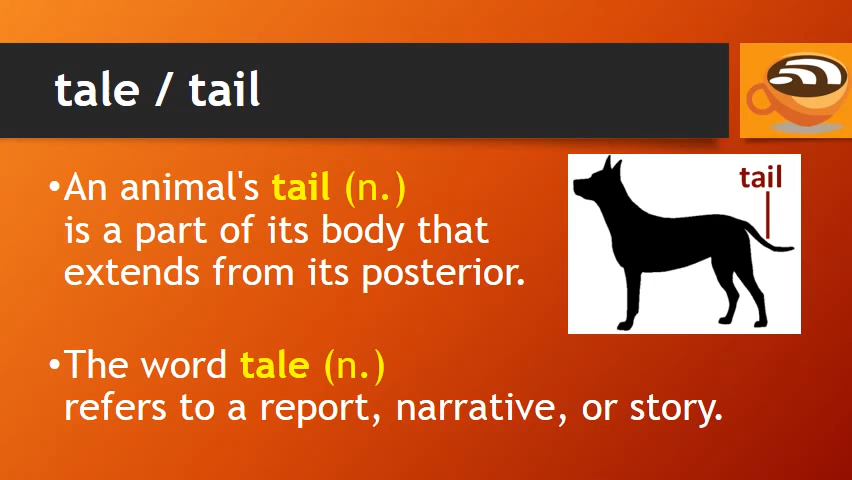 tale / tail
•An animal's tail (n.)
is a part of its body that
extends from its posterior.
tail
•The word tale (n.)
refers to a report, narrative, or story.